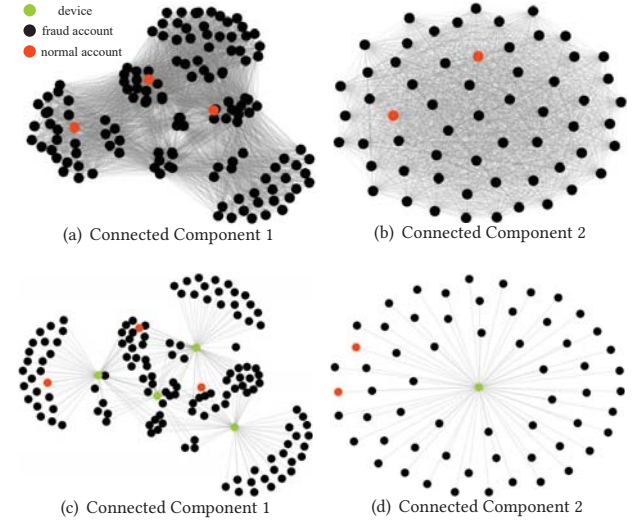 device
fraud account
normal account
(a) Connected Component 1
(b) Connected Component 2
(c) Connected Component 1
(d) Connected Component 2